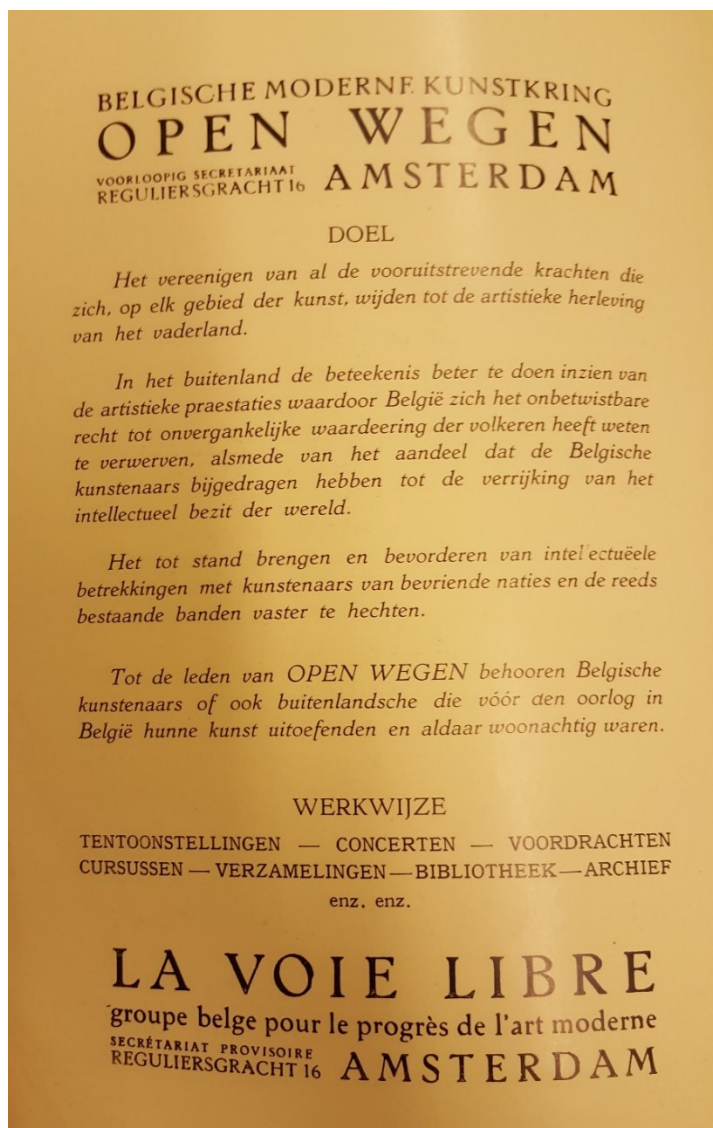 BELGISCHE MODERNE KUNSTKRING
OPEN WEGEN
VOORLOOPIG SECRETARIAAT
REGULIERSGRACHT 16 AMSTERDAM
DOEL
Het vereenigen van al de vooruitstrevende krachten die
zich, op elk gebied der kunst, wijden tot de artistieke herleving
van het vaderland.
In het buitenland de beteekenis beter te doen inzien van
de artistieke praestaties waardoor België zich het onbetwistbare
recht tot onvergankelijke waardeering der volkeren heeft weten
te verwerven, alsmede van het aandeel dat de Belgische
kunstenaars bijgedragen hebben tot de verrijking van het
intellectueel bezit der wereld.
Het tot stand brengen en bevorderen van intellectuëele
betrekkingen met kunstenaars van bevriende naties en de reeds
bestaande banden vaster te hechten.
Tot de leden van OPEN WEGEN behooren Belgische
kunstenaars of ook buitenlandsche die vóór den oorlog in
België hunne kunst uitoefenden en aldaar woonachtig waren.
WERKWIJZE
TENTOONSTELLINGEN — CONCERTEN — VOORDRACHTEN
CURSUSSEN — VERZAMELINGEN — BIBLIOTHEEK — ARCHIEF
enz. enz.
LA VOIE LIBRE
groupe belge pour le progrès de l'art moderne
SECRÉTARIAT PROVISOIRE
REGULIERSGRACHT 16 AMSTERDAM